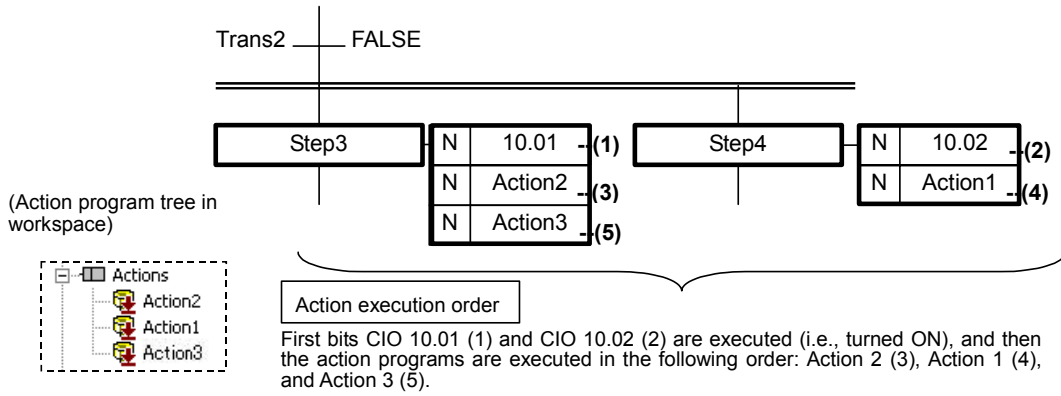 Trans2 FALSE
Step3 N 10.01 (1) Step4 N 10.02 (2)
N Action2 (3) N Action1 (4)
N Action3 (5)
(Action program tree in
workspace)
Actions
Action2
Action1
Action3
Action execution order
First bits CIO 10.01 (1) and CIO 10.02 (2) are executed (i.e., turned ON), and then
the action programs are executed in the following order: Action 2 (3), Action 1 (4),
and Action 3 (5).